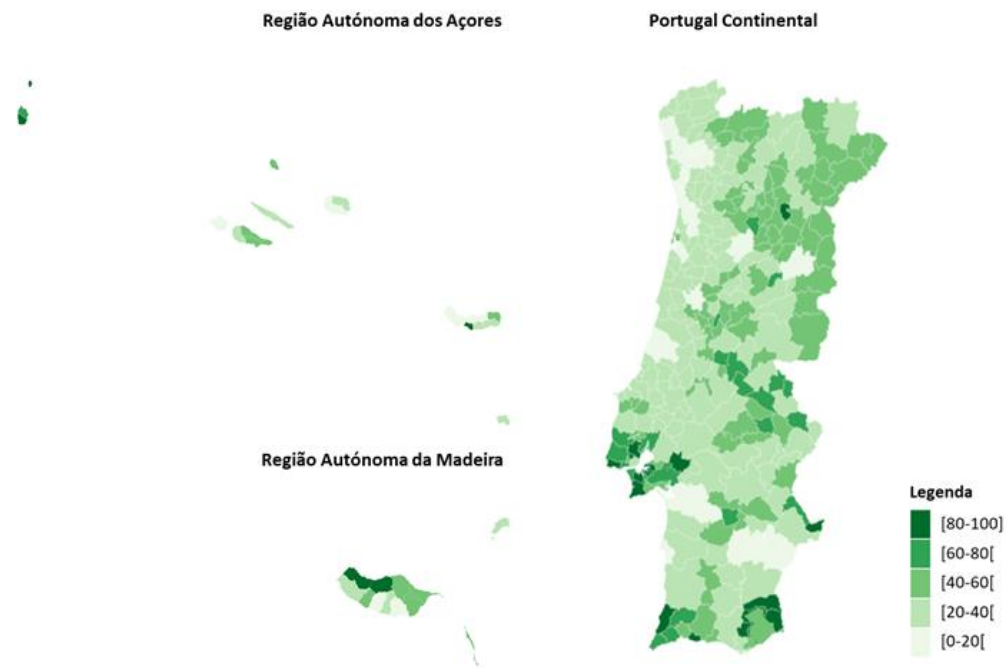 Região Autónoma dos Açores
Portugal Continental
Região Autónoma da Madeira
Legenda
[80-100]
[60-80[
[40-60[
[20-40[
[0-20[